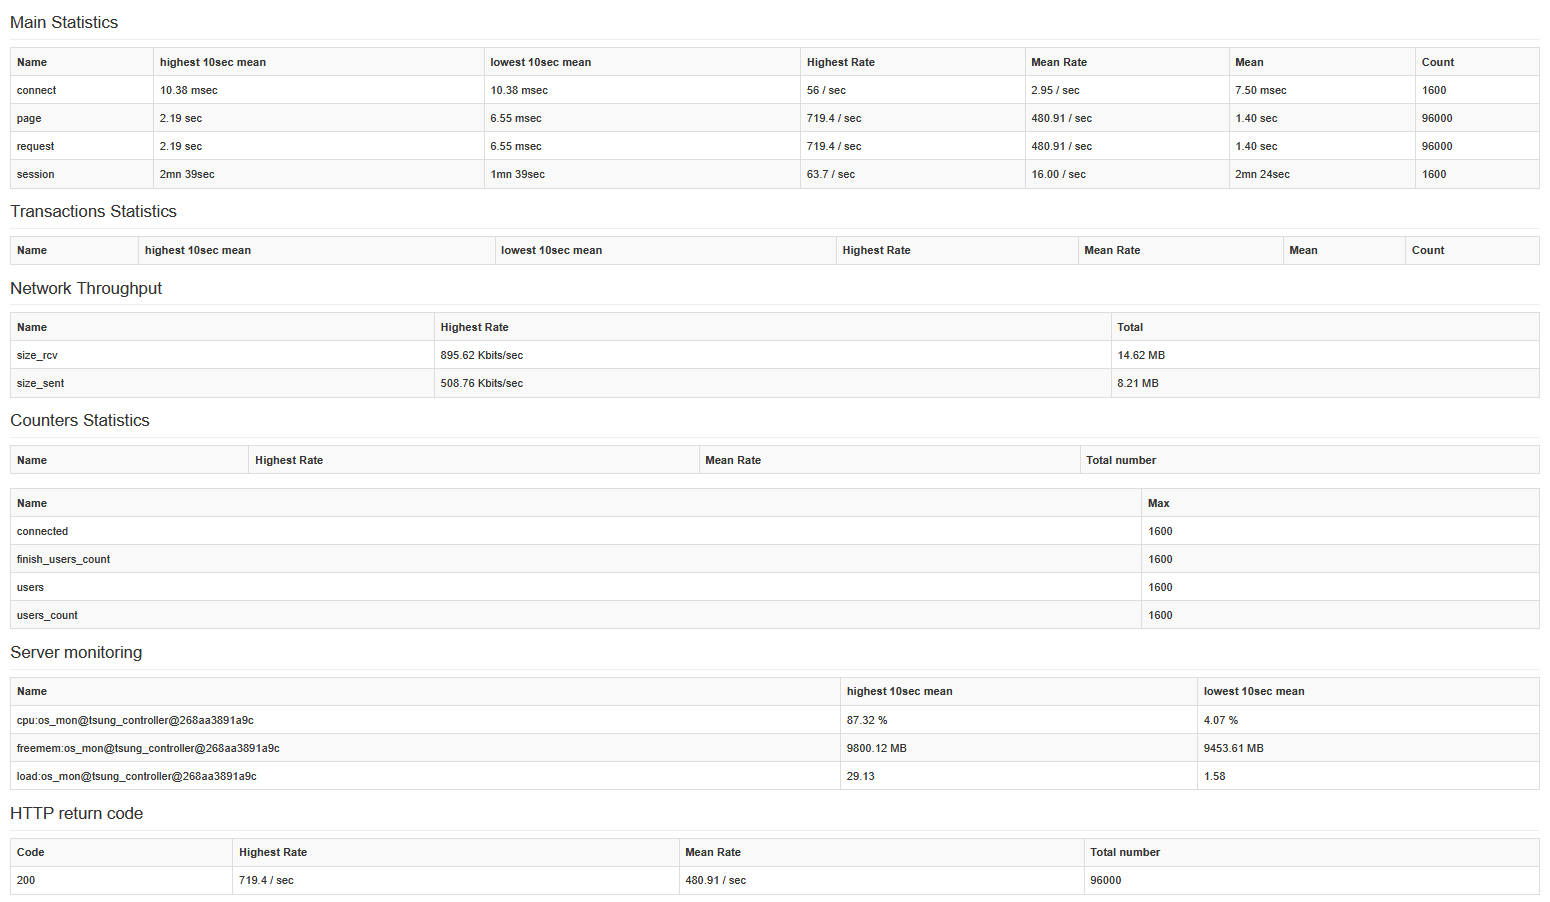 Main Statistics
Name highest 10sec mean lowest 10sec mean Highest Rate Mean Rate Mean Count
connect 10.38 msec 10.38 msec 56 / sec 2.95 / sec 7.50 msec 1600
page 2.19 sec 6.55 msec 719.4 / sec 480.91 / sec 1.40 sec 96000
request 2.19 sec 6.55 msec 719.4 / sec 480.91 / sec 1.40 sec 96000
session 2mn 39sec 1mn 39sec 63.7 / sec 16.00 / sec 2mn 24sec 1600
Transactions Statistics
Name highest 10sec mean lowest 10sec mean Highest Rate Mean Rate Mean Count
Network Throughput
Name Highest Rate Total
size_rcv 895.62 Kbits/sec 14.62 MB
size_sent 508.76 Kbits/sec 8.21 MB
Counters Statistics
Name Highest Rate Mean Rate Total number
Name Max
connected 1600
finish_users_count 1600
users 1600
users_count 1600
Server monitoring
Name highest 10sec mean lowest 10sec mean
cpu:os_mon@tsung_controller@268aa3891a9c 87.32 % 4.07 %
freemem:os_mon@tsung_controller@268aa3891a9c 9800.12 MB 9453.61 MB
load:os_mon@tsung_controller@268aa3891a9c 29.13 1.58
HTTP return code
Code Highest Rate Mean Rate Total number
200 719.4 / sec 480.91 / sec 96000